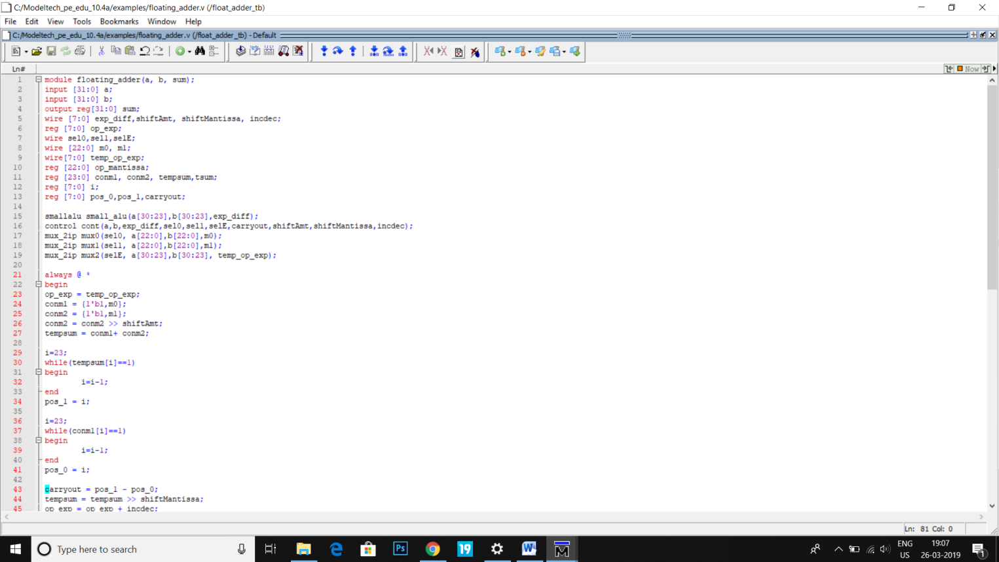 C:/Modeltech_pe_edu_10.4a/examples/floating_adder.v (/float_adder_tb)
File Edit View Tools Bookmarks Window Help
C:/Modeltech_pe_edu_10.4a/examples/floating_adder.v (/float_adder_tb) - Default
Ln# Now
1 module floating_adder(a, b, sum);
2 input [31:0] a;
3 input [31:0] b;
4 output reg[31:0] sum;
5 wire [7:0] exp_diff,shiftAmt, shiftMantissa, incdec;
6 reg [7:0] op_exp;
7 wire sel0,sel1,selE;
8 wire [22:0] m0, m1;
9 wire[7:0] temp_op_exp;
10 reg [22:0] op_mantissa;
11 reg [23:0] conm1, conm2, tempsum,tsum;
12 reg [7:0] i;
13 reg [7:0] pos_0,pos_1,carryout;
14
15 smallalu small_alu(a[30:23],b[30:23],exp_diff);
16 control cont(a,b,exp_diff,sel0,sel1,selE,carryout,shiftAmt,shiftMantissa,incdec);
17 mux_2ip mux0(sel0, a[22:0],b[22:0],m0);
18 mux_2ip mux1(sel1, a[22:0],b[22:0],m1);
19 mux_2ip mux2(selE, a[30:23],b[30:23], temp_op_exp);
20
21 always @ *
22 begin
23 op_exp = temp_op_exp;
24 conm1 = {1'b1,m0};
25 conm2 = {1'b1,m1};
26 conm2 = conm2 >> shiftAmt;
27 tempsum = conm1+ conm2;
28
29 i=23;
30 while(tempsum[i]==1)
31 begin
32 i=i-1;
33 end
34 pos_1 = i;
35
36 i=23;
37 while(conm1[i]==1)
38 begin
39 i=i-1;
40 end
41 pos_0 = i;
42
43 carryout = pos_1 - pos_0;
44 tempsum = tempsum >> shiftMantissa;
45 op_exp = op_exp + incdec;
Ln: 81 Col: 0
Type here to search
Ps
19
W
M
ENG
US
19:07
26-03-2019
1